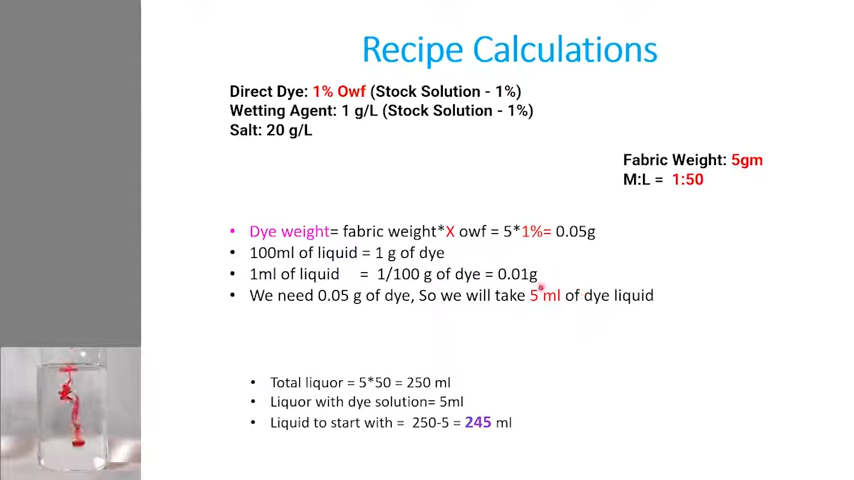 Recipe Calculations
Direct Dye: 1% Owf (Stock Solution - 1%)
Wetting Agent: 1 g/L (Stock Solution - 1%)
Salt: 20 g/L
Fabric Weight: 5gm
M:L = 1:50
• Dye weight= fabric weight*X owf = 5*1%= 0.05g
• 100ml of liquid = 1 g of dye
• 1ml of liquid = 1/100 g of dye = 0.01g
• We need 0.05 g of dye, So we will take 5 ml of dye liquid
• Total liquor = 5*50 = 250 ml
• Liquor with dye solution= 5ml
• Liquid to start with = 250-5 = 245 ml